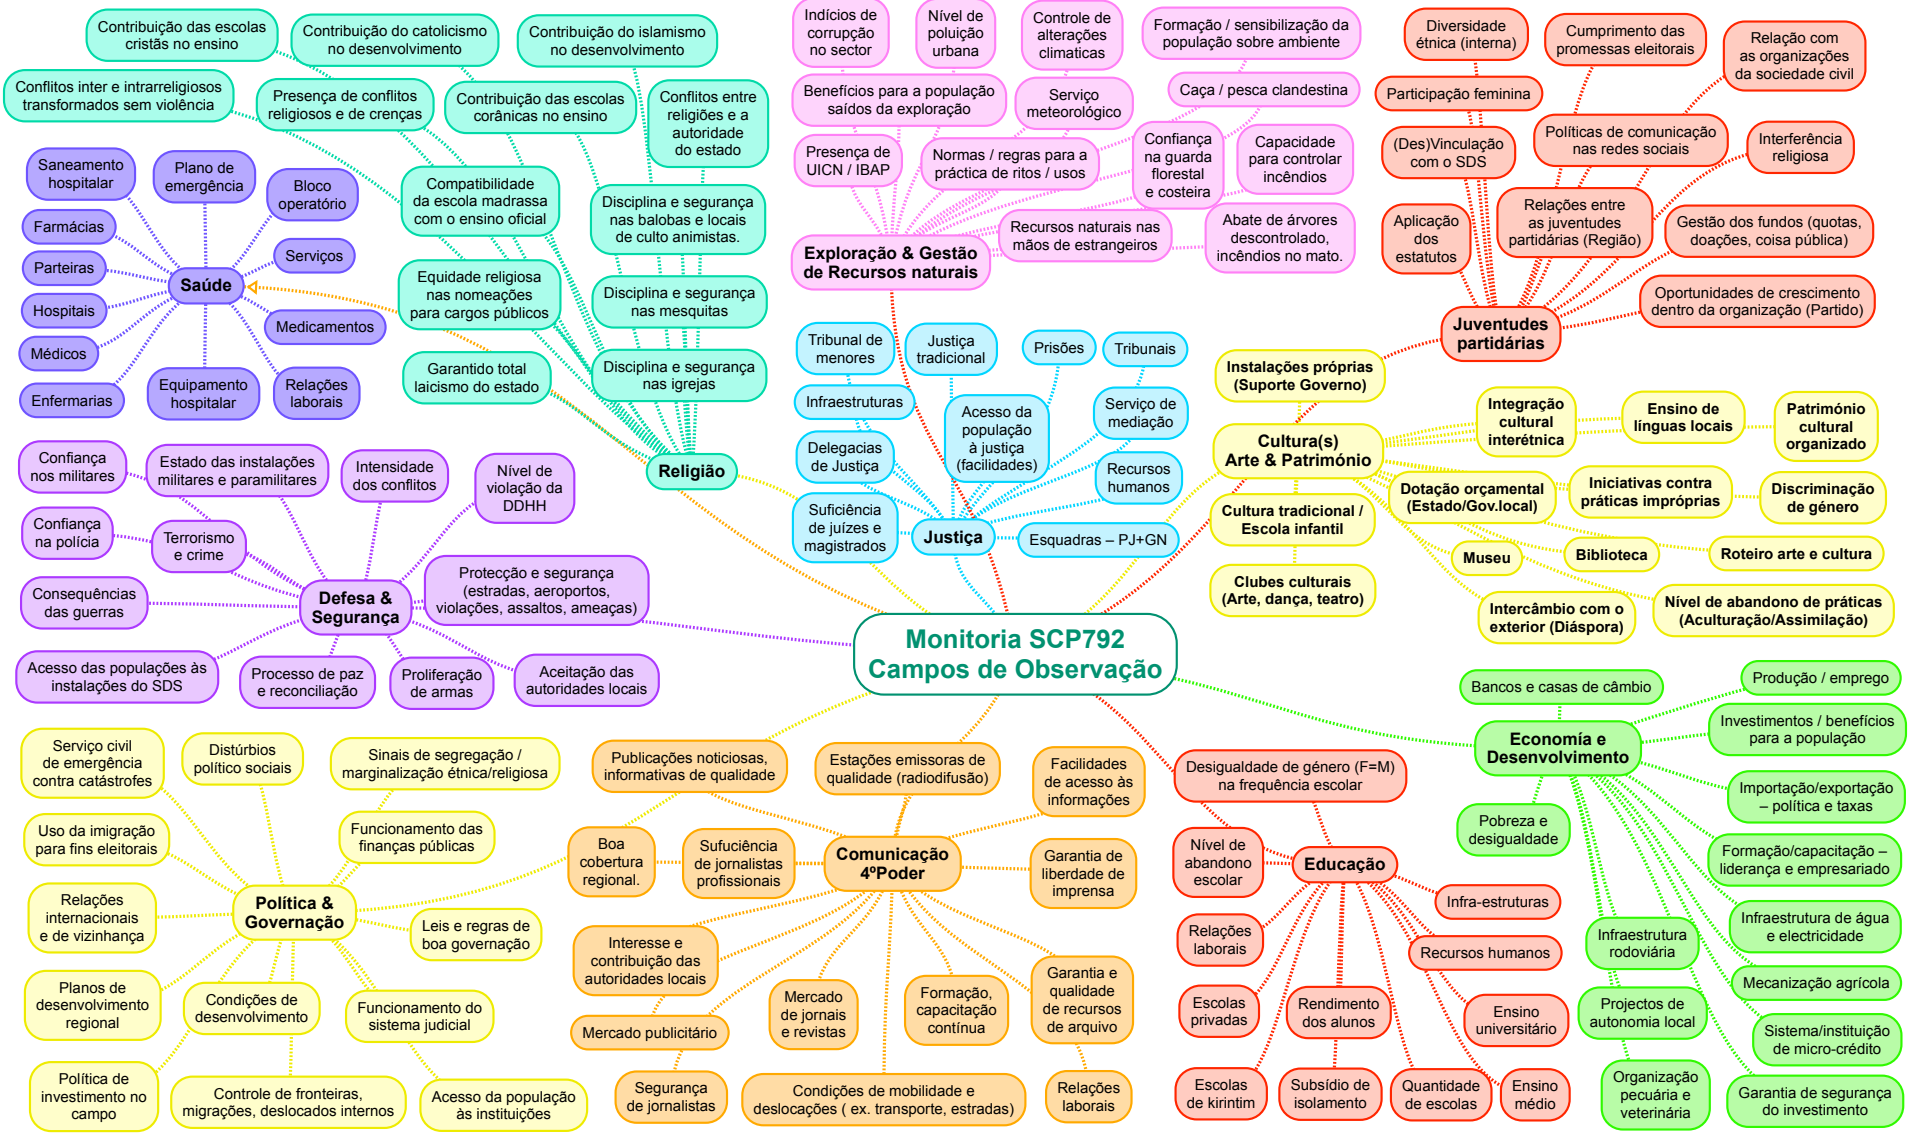 Contribuição das escolas
cristãs no ensino
Contribuição do catolicismo
no desenvolvimento
Contribuição do islamismo
no desenvolvimento
Conflitos inter e intrarreligiosos
transformados sem violência
Presença de conflitos
religiosos e de crenças
Contribuição das escolas
corânicas no ensino
Conflitos entre
religiões e a
autoridade
do estado
Compatibilidade
da escola madrassa
com o ensino oficial
Disciplina e segurança
nas balobas e locais
de culto animistas.
Equidade religiosa
nas nomeações
para cargos públicos
Disciplina e segurança
nas mesquitas
Garantido total
laicismo do estado
Disciplina e segurança
nas igrejas
Religião
Saneamento
hospitalar
Plano de
emergência
Bloco
operatório
Farmácias
Parteiras
Serviços
Saúde
Hospitais
Medicamentos
Médicos
Enfermarias
Equipamento
hospitalar
Relações
laborais
Indícios de
corrupção
no sector
Nível de
poluição
urbana
Controle de
alterações
climaticas
Formação / sensibilização da
população sobre ambiente
Benefícios para a população
saídos da exploração
Serviço
meteorológico
Caça / pesca clandestina
Presença de
UICN / IBAP
Normas / regras para a
práctica de ritos / usos
Confiança
na guarda
florestal
e costeira
Capacidade
para controlar
incêndios
Recursos naturais nas
mãos de estrangeiros
Abate de árvores
descontrolado,
incêndios no mato.
Exploração & Gestão
de Recursos naturais
Diversidade
étnica (interna)
Cumprimento das
promessas eleitorais
Relação com
as organizações
da sociedade civil
Participação feminina
(Des)Vinculação
com o SDS
Políticas de comunicação
nas redes sociais
Interferência
religiosa
Aplicação
dos
estatutos
Relações entre
as juventudes
partidárias (Região)
Gestão dos fundos (quotas,
doações, coisa pública)
Oportunidades de crescimento
dentro da organização (Partido)
Juventudes
partidárias
Tribunal de
menores
Justiça
tradicional
Prisões
Tribunais
Infraestruturas
Acesso da
população
à justiça
(facilidades)
Serviço de
mediação
Delegacias
de Justiça
Recursos
humanos
Suficiência
de juízes e
magistrados
Justiça
Esquadras – PJ+GN
Instalações próprias
(Suporte Governo)
Cultura(s)
Arte & Património
Integração
cultural
interétnica
Ensino de
línguas locais
Património
cultural
organizado
Dotação orçamental
(Estado/Gov.local)
Iniciativas contra
práticas impróprias
Discriminação
de género
Cultura tradicional /
Escola infantil
Museu
Biblioteca
Roteiro arte e cultura
Clubes culturais
(Arte, dança, teatro)
Intercâmbio com o
exterior (Diáspora)
Nível de abandono de práticas
(Aculturação/Assimilação)
Confiança
nos militares
Estado das instalações
militares e paramilitares
Intensidade
dos conflitos
Nível de
violação da
DDHH
Confiança
na polícia
Terrorismo
e crime
Consequências
das guerras
Defesa &
Segurança
Protecção e segurança
(estradas, aeroportos,
violações, assaltos, ameaças)
Acesso das populações às
instalações do SDS
Processo de paz
e reconciliação
Proliferação
de armas
Aceitação das
autoridades locais
Monitoria SCP792
Campos de Observação
Serviço civil
de emergência
contra catástrofes
Distúrbios
político sociais
Sinais de segregação /
marginalização étnica/religiosa
Uso da imigração
para fins eleitorais
Funcionamento das
finanças públicas
Relações
internacionais
e de vizinhança
Política &
Governação
Leis e regras de
boa governação
Planos de
desenvolvimento
regional
Condições de
desenvolvimento
Funcionamento do
sistema judicial
Política de
investimento no
campo
Controle de fronteiras,
migrações, deslocados internos
Acesso da população
às instituições
Publicações noticiosas,
informativas de qualidade
Estações emissoras de
qualidade (radiodifusão)
Facilidades
de acesso às
informações
Boa
cobertura
regional.
Sufuciência
de jornalistas
profissionais
Comunicação
4ºPoder
Garantia de
liberdade de
imprensa
Interesse e
contribuição das
autoridades locais
Mercado publicitário
Mercado
de jornais
e revistas
Formação,
capacitação
contínua
Garantia e
qualidade
de recursos
de arquivo
Segurança
de jornalistas
Condições de mobilidade e
deslocações ( ex. transporte, estradas)
Relações
laborais
Desigualdade de género (F=M)
na frequência escolar
Nível de
abandono
escolar
Educação
Infra-estruturas
Relações
laborais
Recursos humanos
Escolas
privadas
Rendimento
dos alunos
Ensino
universitário
Escolas
de kirintim
Subsídio de
isolamento
Quantidade
de escolas
Ensino
médio
Bancos e casas de câmbio
Produção / emprego
Economía e
Desenvolvimento
Investimentos / benefícios
para a população
Importação/exportação
– política e taxas
Pobreza e
desigualdade
Formação/capacitação –
liderança e empresariado
Infraestrutura de água
e electricidade
Infraestrutura
rodoviária
Mecanização agrícola
Projectos de
autonomia local
Sistema/instituição
de micro-crédito
Organização
pecuária e
veterinária
Garantia de segurança
do investimento